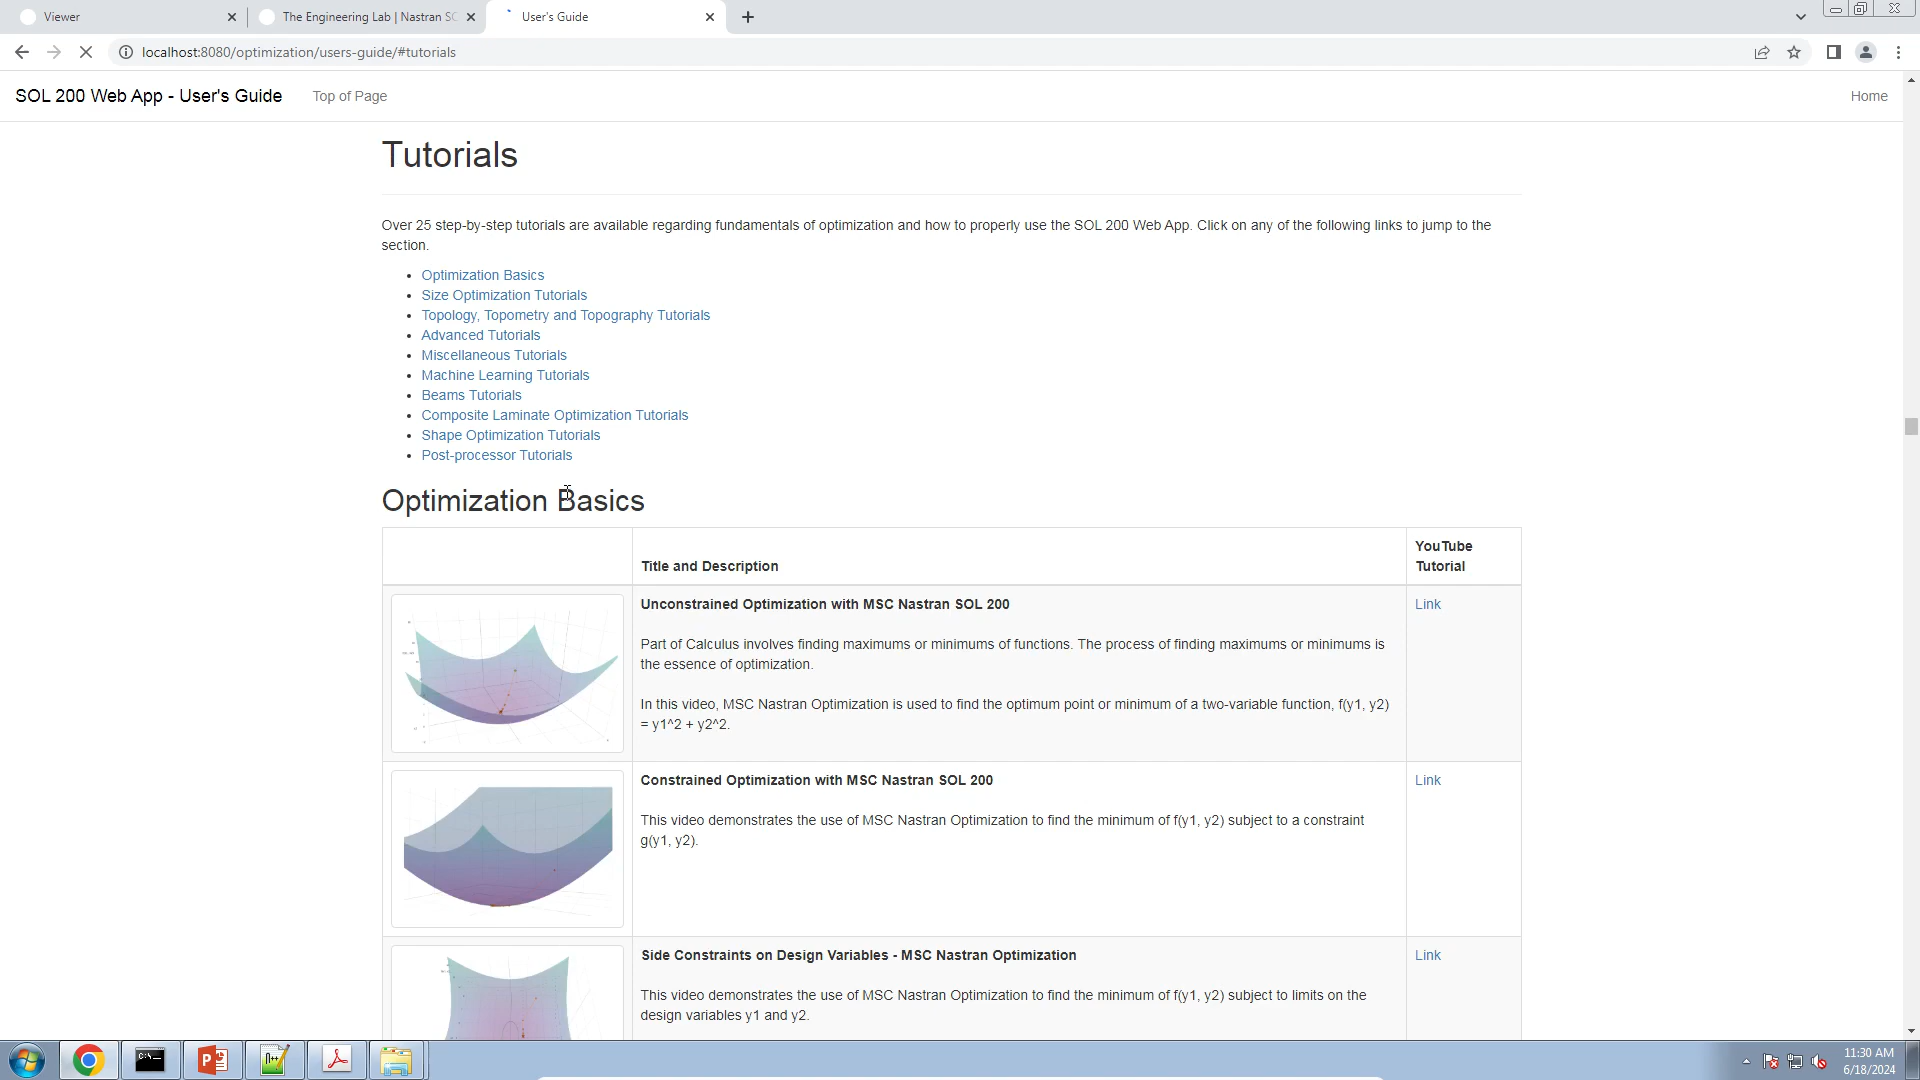 Viewer
The Engineering Lab | Nastran SC
User's Guide
localhost:8080/optimization/users-guide/#tutorials
SOL 200 Web App - User's Guide
Top of Page
Home
Tutorials
Over 25 step-by-step tutorials are available regarding fundamentals of optimization and how to properly use the SOL 200 Web App. Click on any of the following links to jump to the
section.
Optimization Basics
Size Optimization Tutorials
Topology, Topometry and Topography Tutorials
Advanced Tutorials
Miscellaneous Tutorials
Machine Learning Tutorials
Beams Tutorials
Composite Laminate Optimization Tutorials
Shape Optimization Tutorials
Post-processor Tutorials
Optimization Basics
Title and Description
YouTube
Tutorial
Unconstrained Optimization with MSC Nastran SOL 200
Link
Part of Calculus involves finding maximums or minimums of functions. The process of finding maximums or minimums is
the essence of optimization.
In this video, MSC Nastran Optimization is used to find the optimum point or minimum of a two-variable function, f(y1, y2)
= y1^2 + y2^2.
Constrained Optimization with MSC Nastran SOL 200
Link
This video demonstrates the use of MSC Nastran Optimization to find the minimum of f(y1, y2) subject to a constraint
g(y1, y2).
Side Constraints on Design Variables - MSC Nastran Optimization
Link
This video demonstrates the use of MSC Nastran Optimization to find the minimum of f(y1, y2) subject to limits on the
design variables y1 and y2.
11:30 AM
6/18/2024